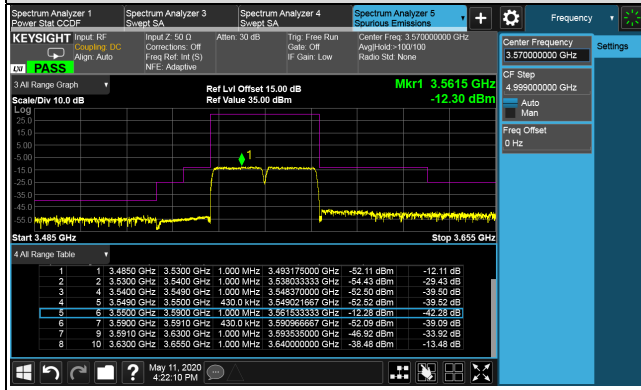 Spectrum Analyzer 1 Spectrum Analyzer 3 Spectrum Analyzer 4 Spectrum Analyzer 5
Power Stat CCDF Swept SA Swept SA Spurious Emissions + Frequency
KEYSIGHT Input: RF Input Z: 50 Ω Atten: 30 dB Trig: Free Run Center Freq: 3.570000000 GHz
Coupling: DC Corrections: Off Gate: Off Avg|Hold:>100/100
Align: Auto Freq Ref: Int (S) IF Gain: Low Radio Std: None
NFE: Adaptive
LXI PASS
Center Frequency
3.570000000 GHz
Settings
CF Step
4.999000000 GHz
Auto
Man
Freq Offset
0 Hz
3 All Range Graph
Ref Lvl Offset 15.00 dB Mkr1 3.5615 GHz
Scale/Div 10.0 dB Ref Value 35.00 dBm -12.30 dBm
Log
25.0
15.0
5.00
-5.00
1
-15.0
-25.0
-35.0
-45.0
-55.0
Start 3.485 GHz Stop 3.655 GHz
4 All Range Table
1 1 3.4850 GHz 3.5300 GHz 1.000 MHz 3.493175000 GHz -52.11 dBm -12.11 dB
2 2 3.5300 GHz 3.5400 GHz 1.000 MHz 3.538033333 GHz -54.43 dBm -29.43 dB
3 4 3.5400 GHz 3.5490 GHz 1.000 MHz 3.548370000 GHz -52.50 dBm -39.50 dB
4 5 3.5490 GHz 3.5500 GHz 430.0 kHz 3.549021667 GHz -52.52 dBm -39.52 dB
5 6 3.5500 GHz 3.5900 GHz 1.000 MHz 3.561533333 GHz -12.28 dBm -42.28 dB
6 7 3.5900 GHz 3.5910 GHz 430.0 kHz 3.590966667 GHz -52.09 dBm -39.09 dB
7 9 3.5910 GHz 3.6300 GHz 1.000 MHz 3.593535000 GHz -46.92 dBm -33.92 dB
8 10 3.6300 GHz 3.6550 GHz 1.000 MHz 3.640000000 GHz -38.48 dBm -13.48 dB
? May 11, 2020
4:22:10 PM